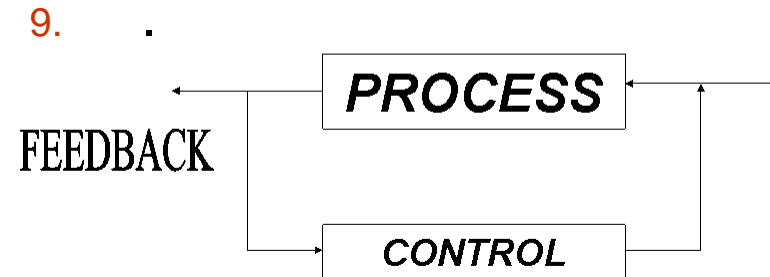 9. .
PROCESS
FEEDBACK
CONTROL